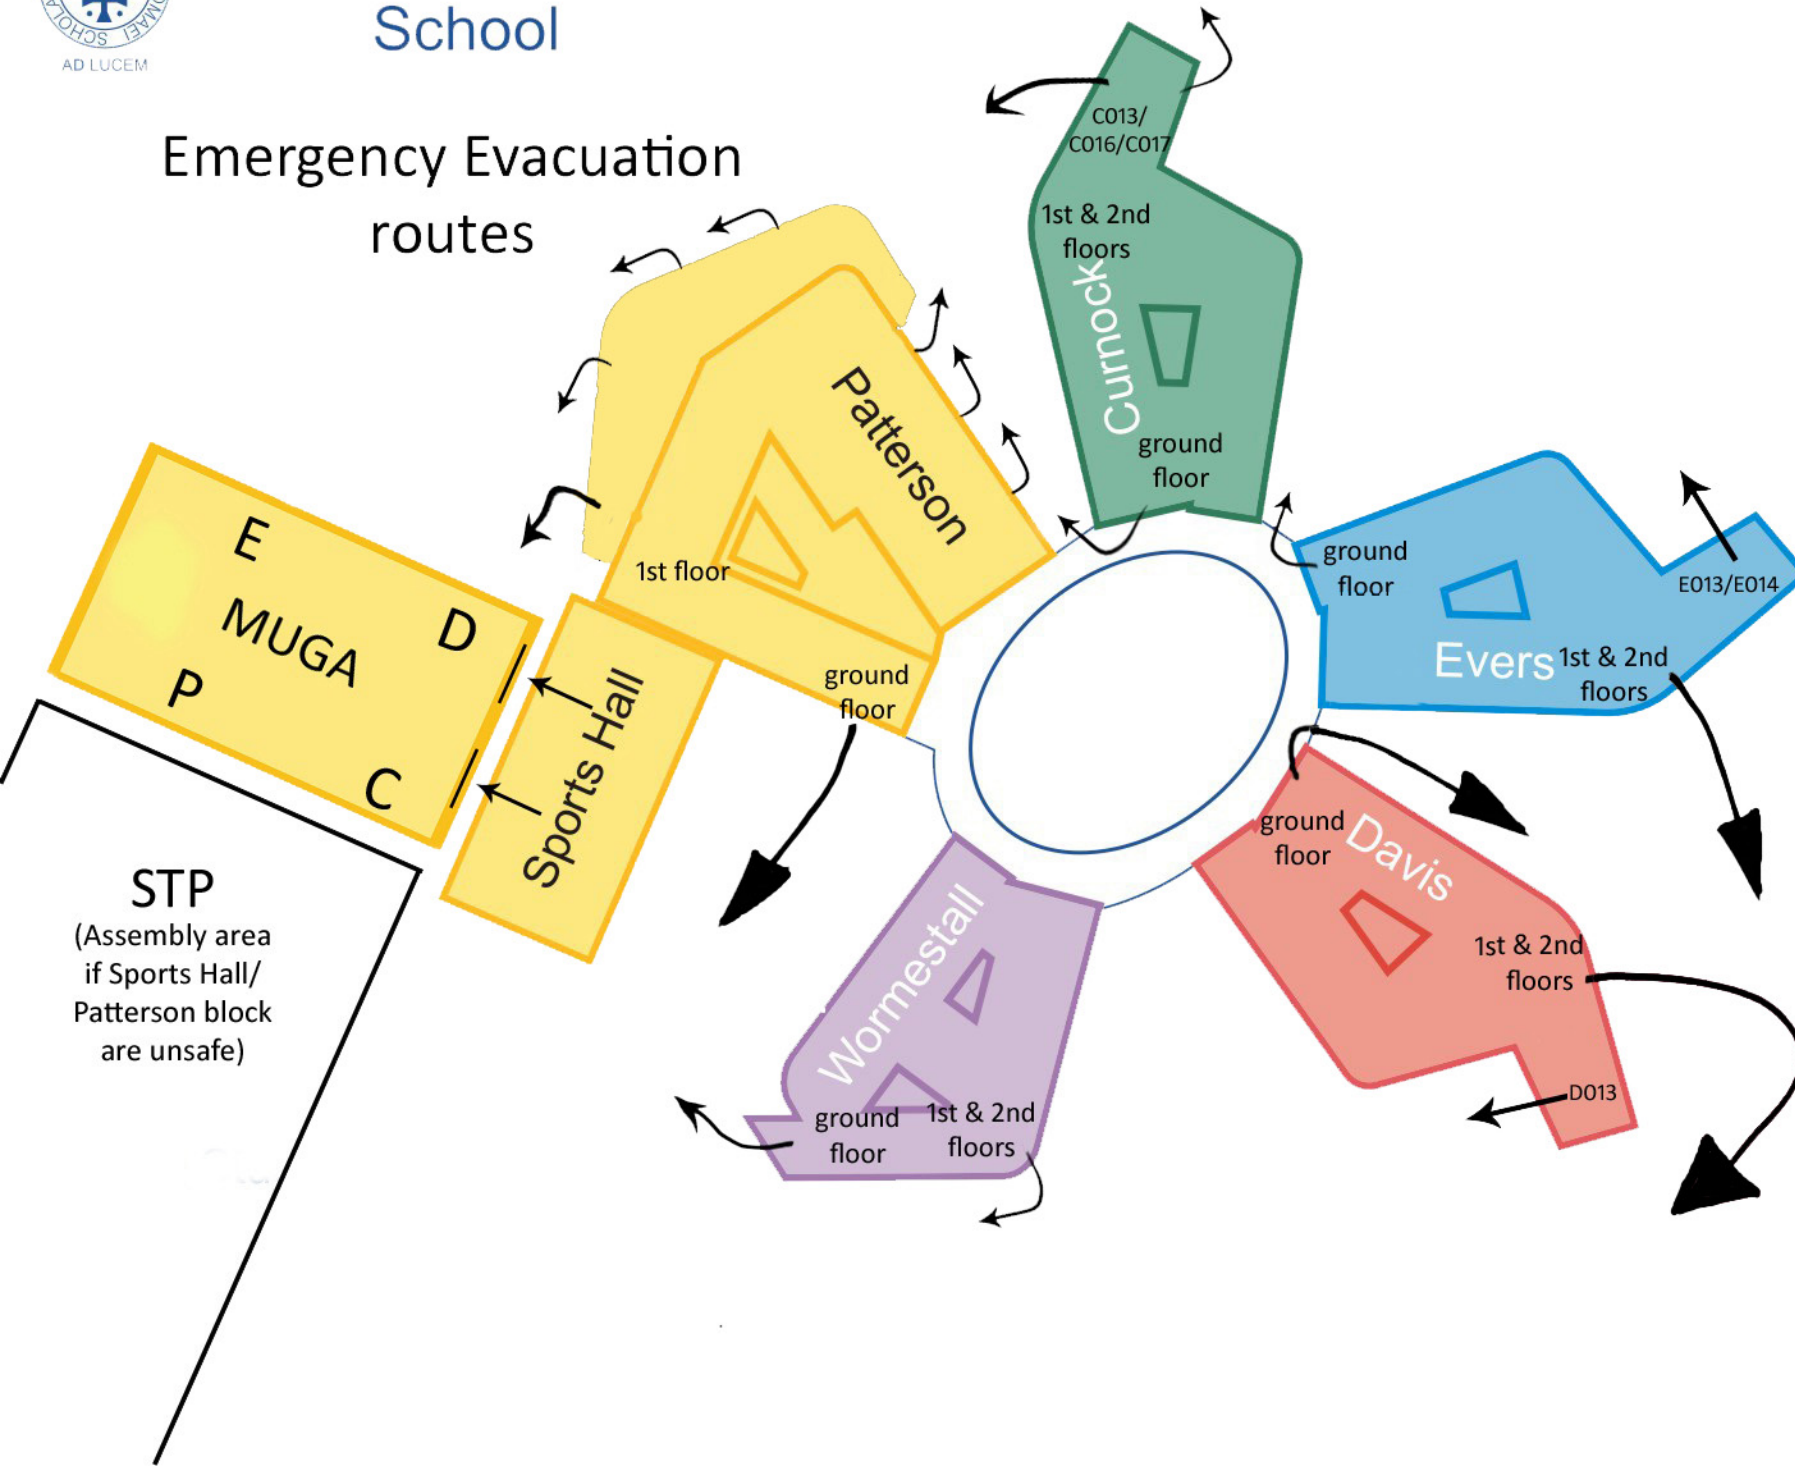 SCHOLA
AD LUCEM
School
Emergency Evacuation
routes
C013/
C016/C017
1st & 2nd
floors
Curnock
ground
floor
Patterson
1st floor
ground
floor
E
D
MUGA
P
C
Sports Hall
STP
(Assembly area
if Sports Hall/
Patterson block
are unsafe)
ground
floor
E013/E014
Evers
1st & 2nd
floors
ground
floor
Davis
1st & 2nd
floors
D013
Wormestall
ground
floor
1st & 2nd
floors